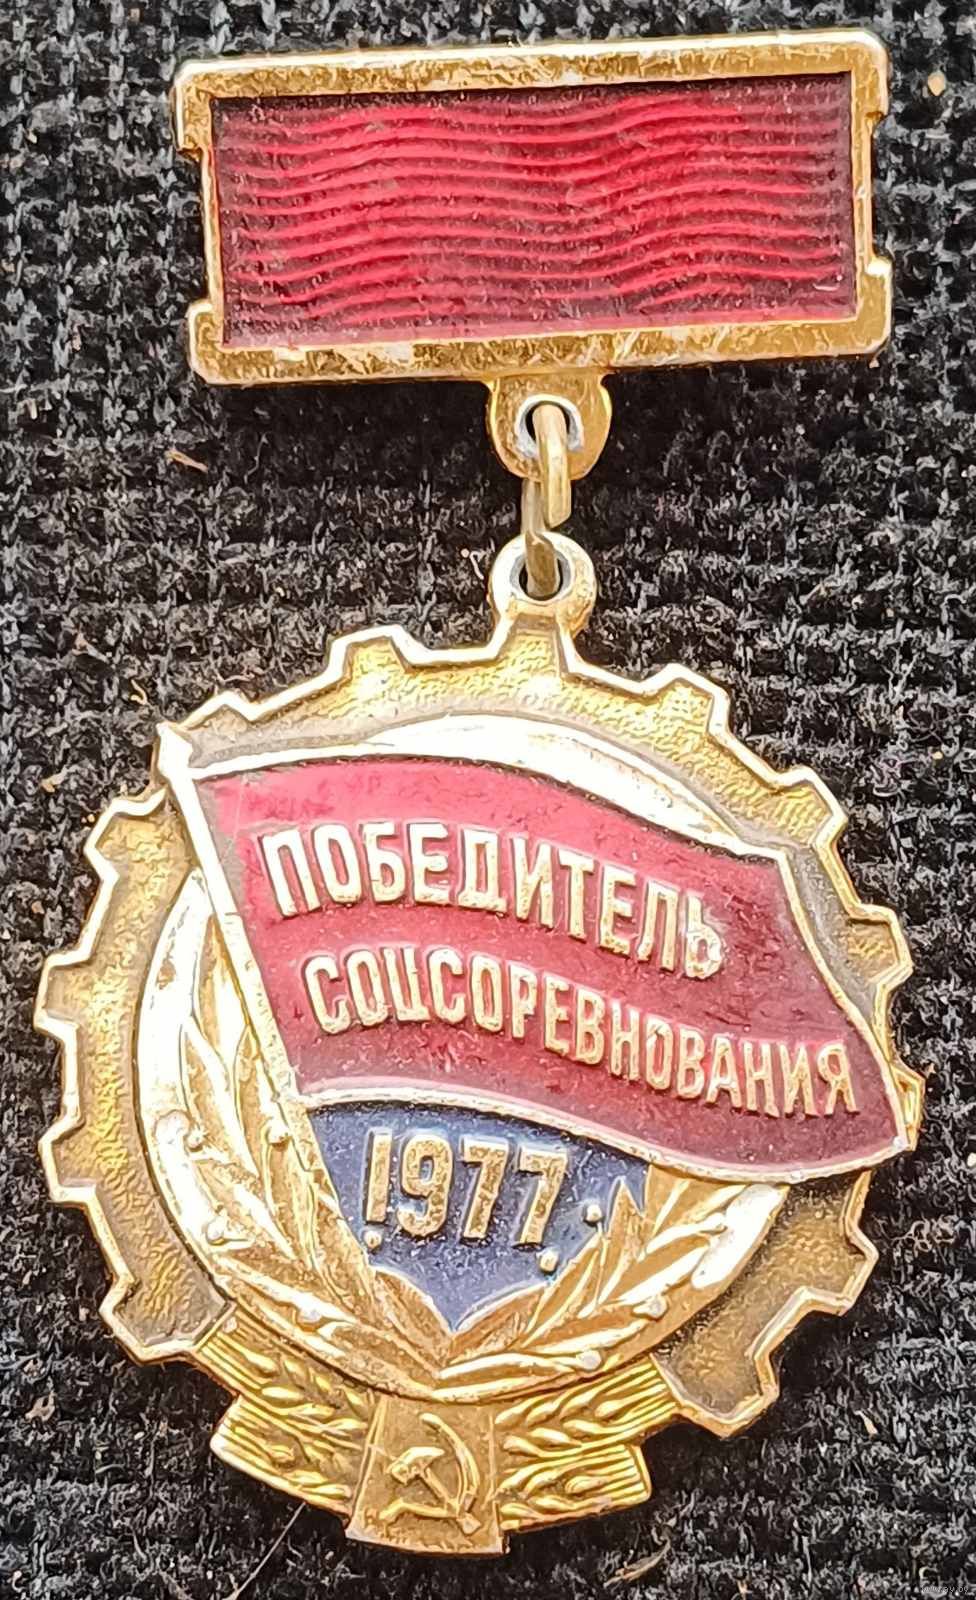 ПОБЕДИТЕЛЬ
СОЦСОРЕВНОВАНИЯ
1977